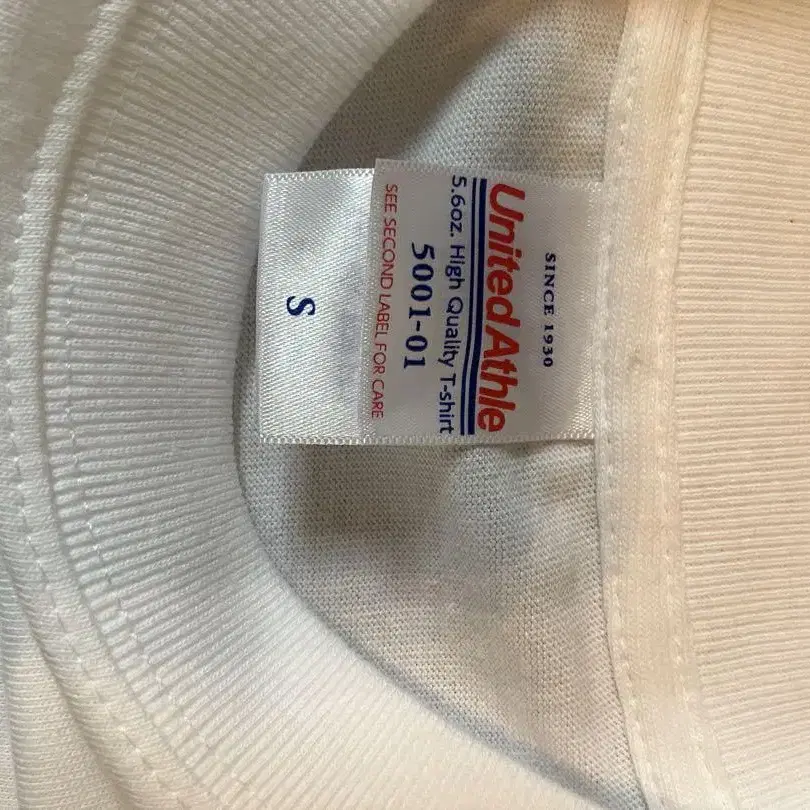 SINCE 1930
UnitedAthle
5.6oz. High Quality T-shirt
5001-01
SEE SECOND LABEL FOR CARE
S